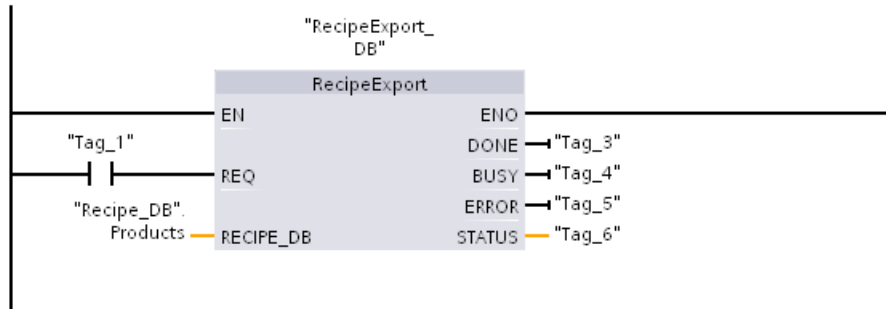 "RecipeExport_
DB"
RecipeExport
EN ENO
"Tag_1" DONE "Tag_3"
REQ BUSY "Tag_4"
"Recipe_DB". ERROR "Tag_5"
Products RECIPE_DB STATUS "Tag_6"